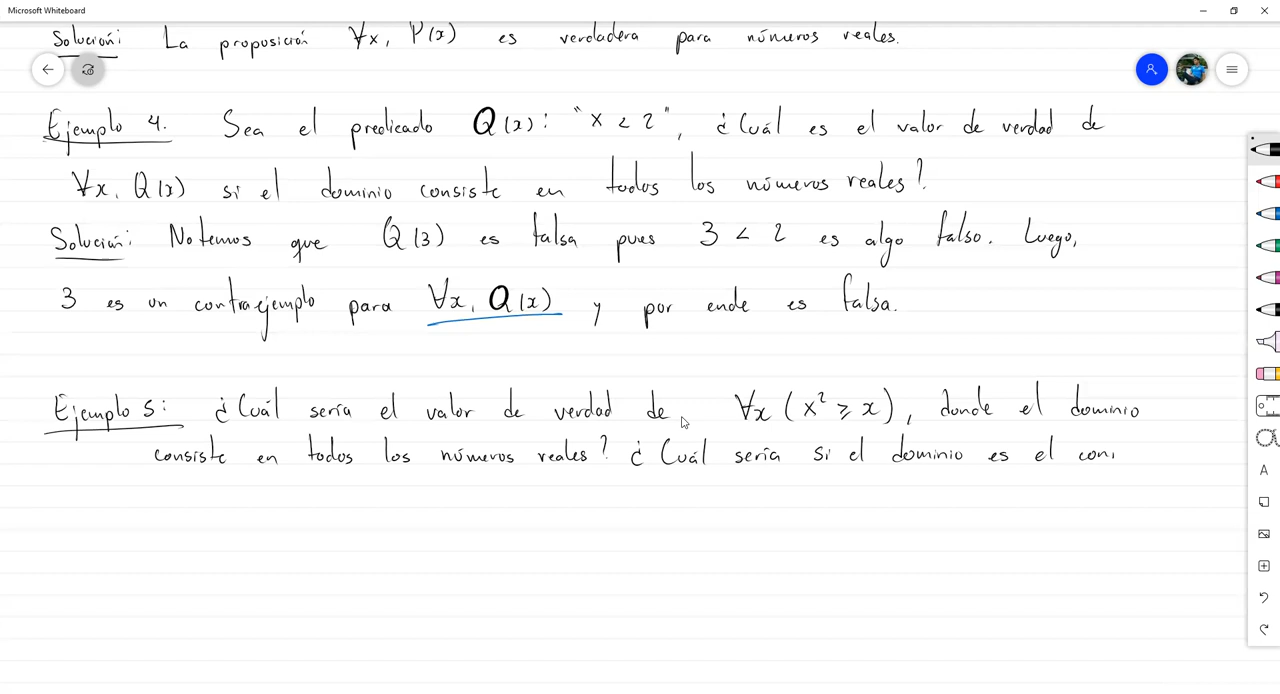 Microsoft Whiteboard
Solución: La proposición ∀x, P(x) es verdadera para números reales.
Ejemplo 4. Sea el predicado Q(x): "x < 2", ¿Cuál es el valor de verdad de
∀x, Q(x) si el dominio consiste en todos los números reales?
Solución: Notemos que Q(3) es falsa pues 3 < 2 es algo falso. Luego,
3 es un contraejemplo para ∀x, Q(x) y por ende es falsa.
Ejemplo 5: ¿Cuál sería el valor de verdad de ∀x (x² ≥ x), donde el dominio
consiste en todos los números reales? ¿Cuál sería si el dominio es el con